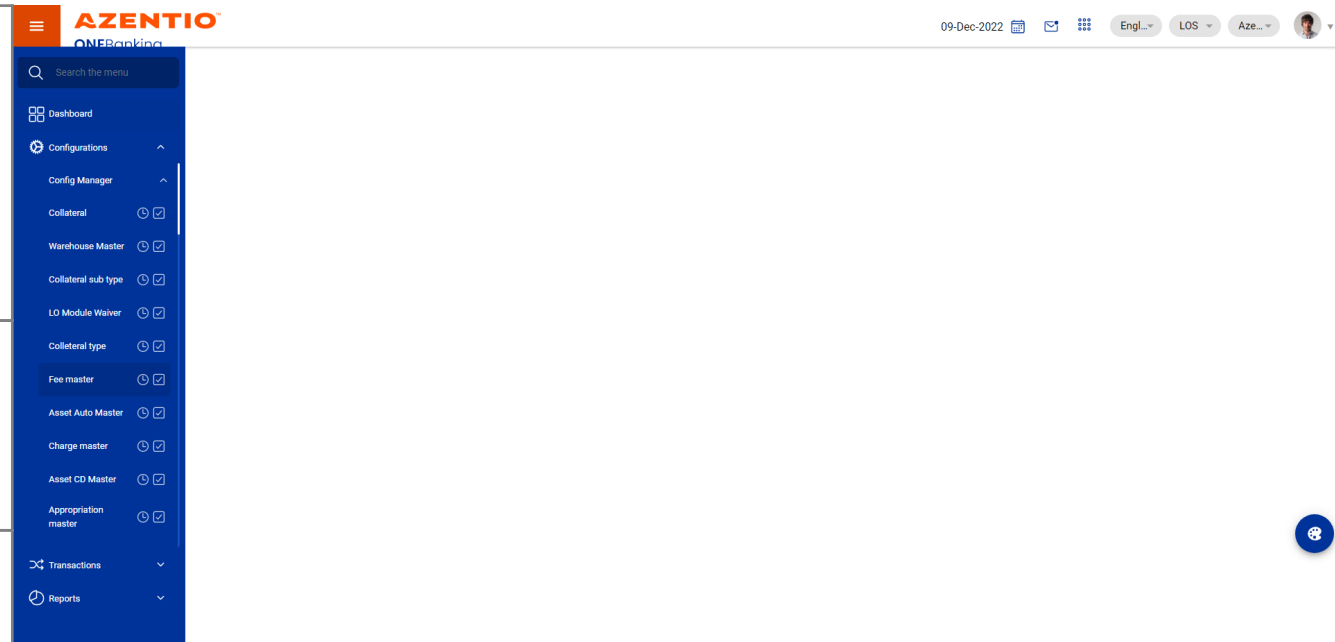 AZENTIO™
ONEBanking
09-Dec-2022
Engl...
LOS
Aze...
Search the menu
Dashboard
Configurations
Config Manager
Collateral
Warehouse Master
Collateral sub type
LO Module Waiver
Colleteral type
Fee master
Asset Auto Master
Charge master
Asset CD Master
Appropriation
master
Transactions
Reports